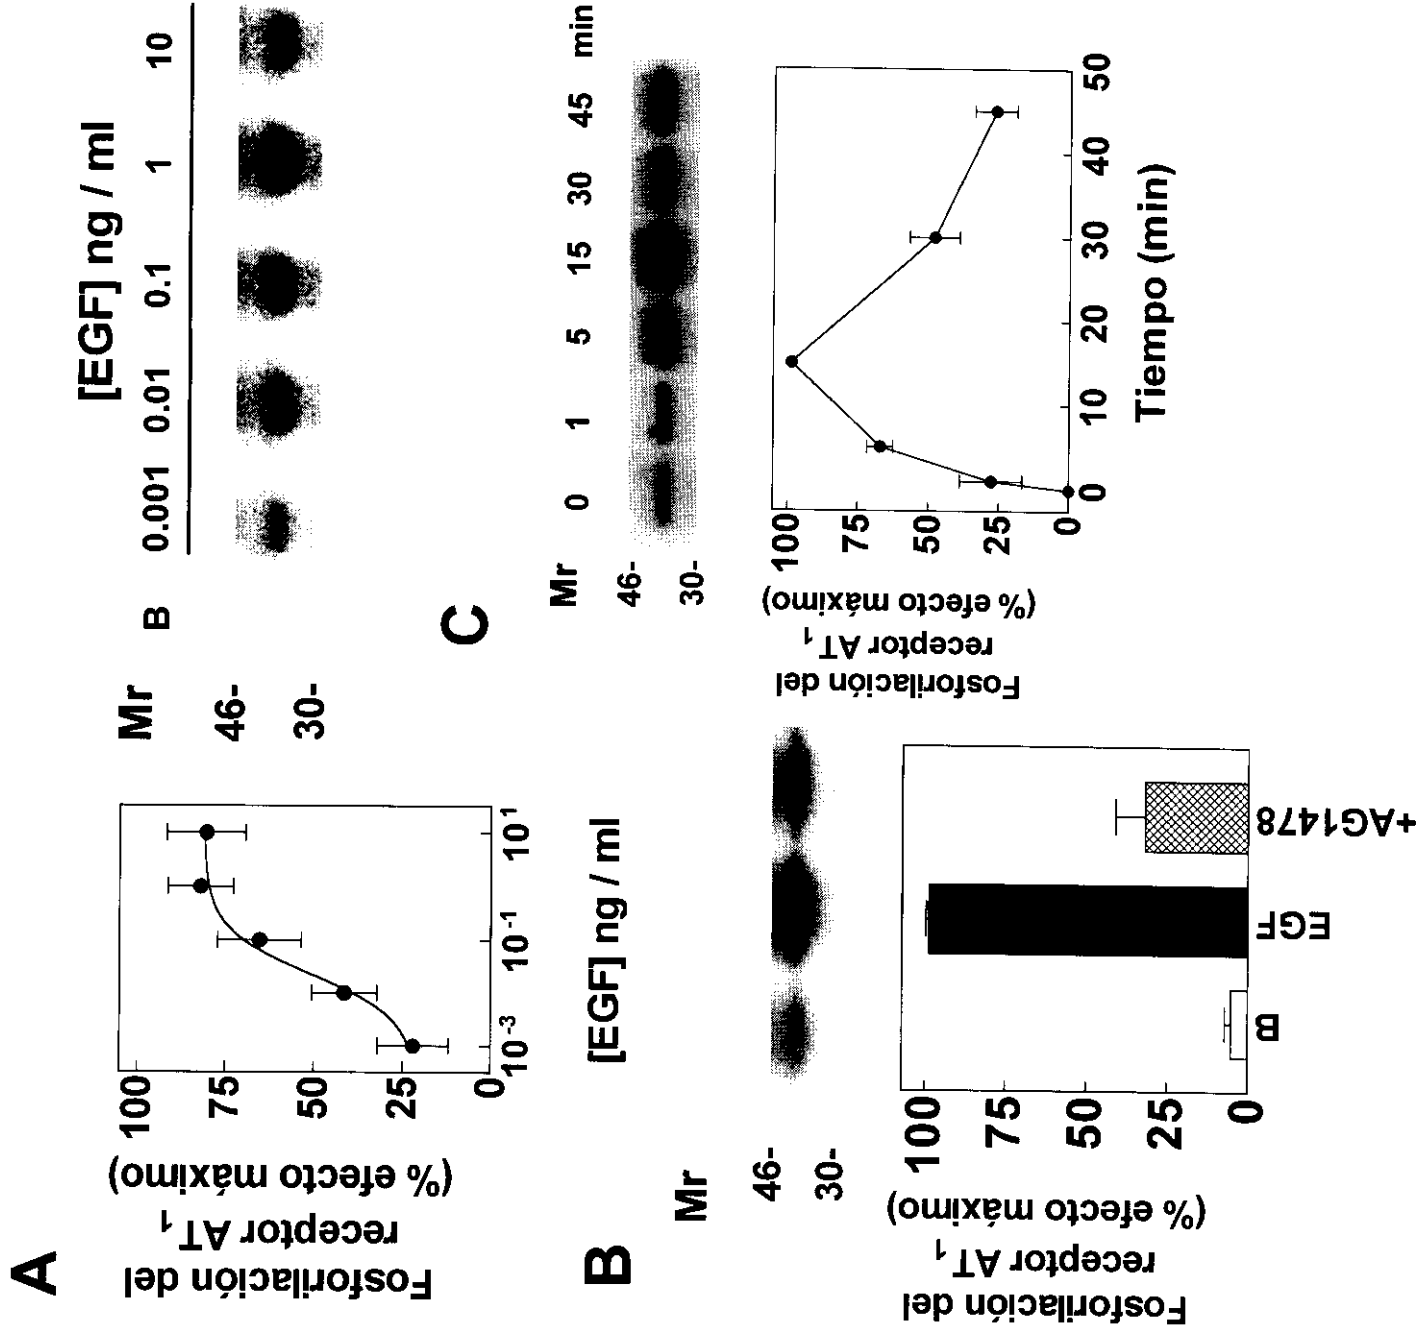 A
Fosforilación del
receptor AT1
(% efecto máximo)
100
75
50
25
0
10-3
10-1
101
[EGF] ng / ml
[EGF] ng / ml
B 0.001 0.01 0.1 1 10
Mr
46-
30-
B
Mr
46-
30-
Fosforilación del
receptor AT1
(% efecto máximo)
100
75
50
25
0
B
EGF
+AG1478
C
Mr
0 1 5 15 30 45 min
46-
30-
Fosforilación del
receptor AT1
(% efecto máximo)
100
75
50
25
0
0 10 20 30 40 50
Tiempo (min)